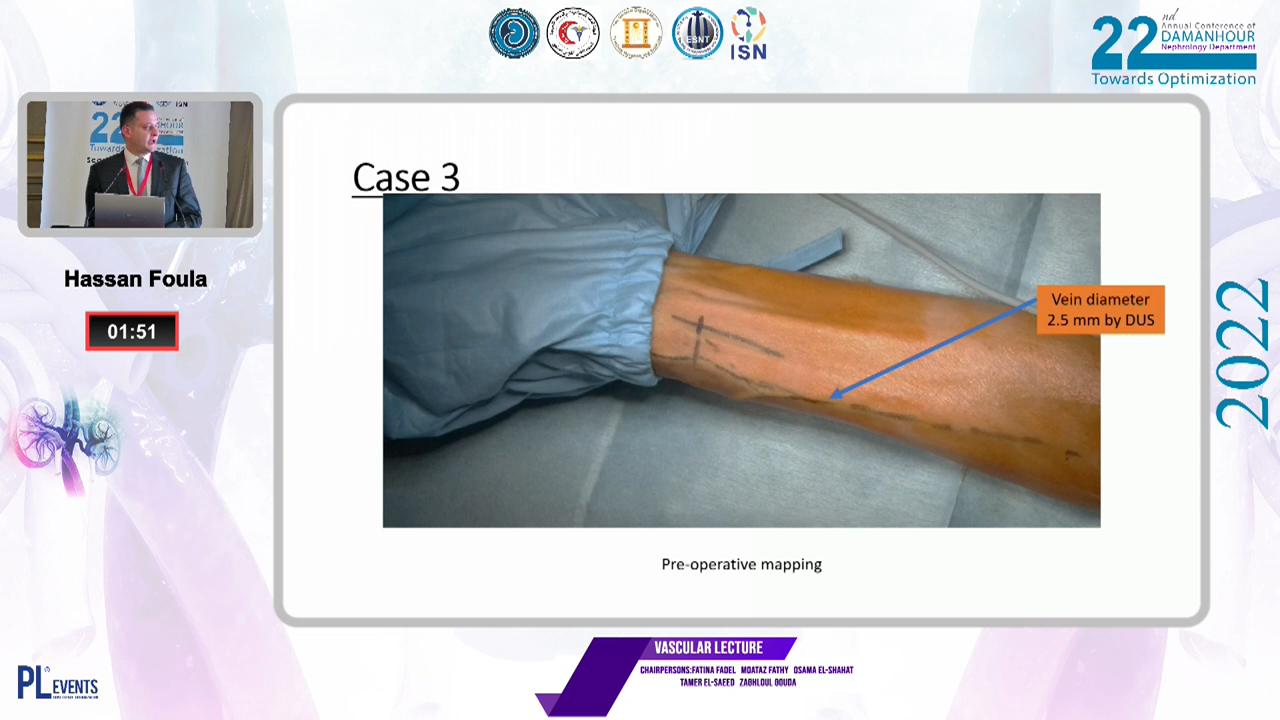 ESNT
ISN
22nd
Annual Conference of
DAMANHOUR
Nephrology Department
Towards Optimization
22
Hassan Foula
01:51
Case 3
Vein diameter
2.5 mm by DUS
Pre-operative mapping
2022
VASCULAR LECTURE
CHAIRPERSONS:FATINA FADEL MOATAZ FATHY OSAMA EL-SHAHAT
TAMER EL-SAEED ZAGHLOUL GOUDA
PL EVENTS